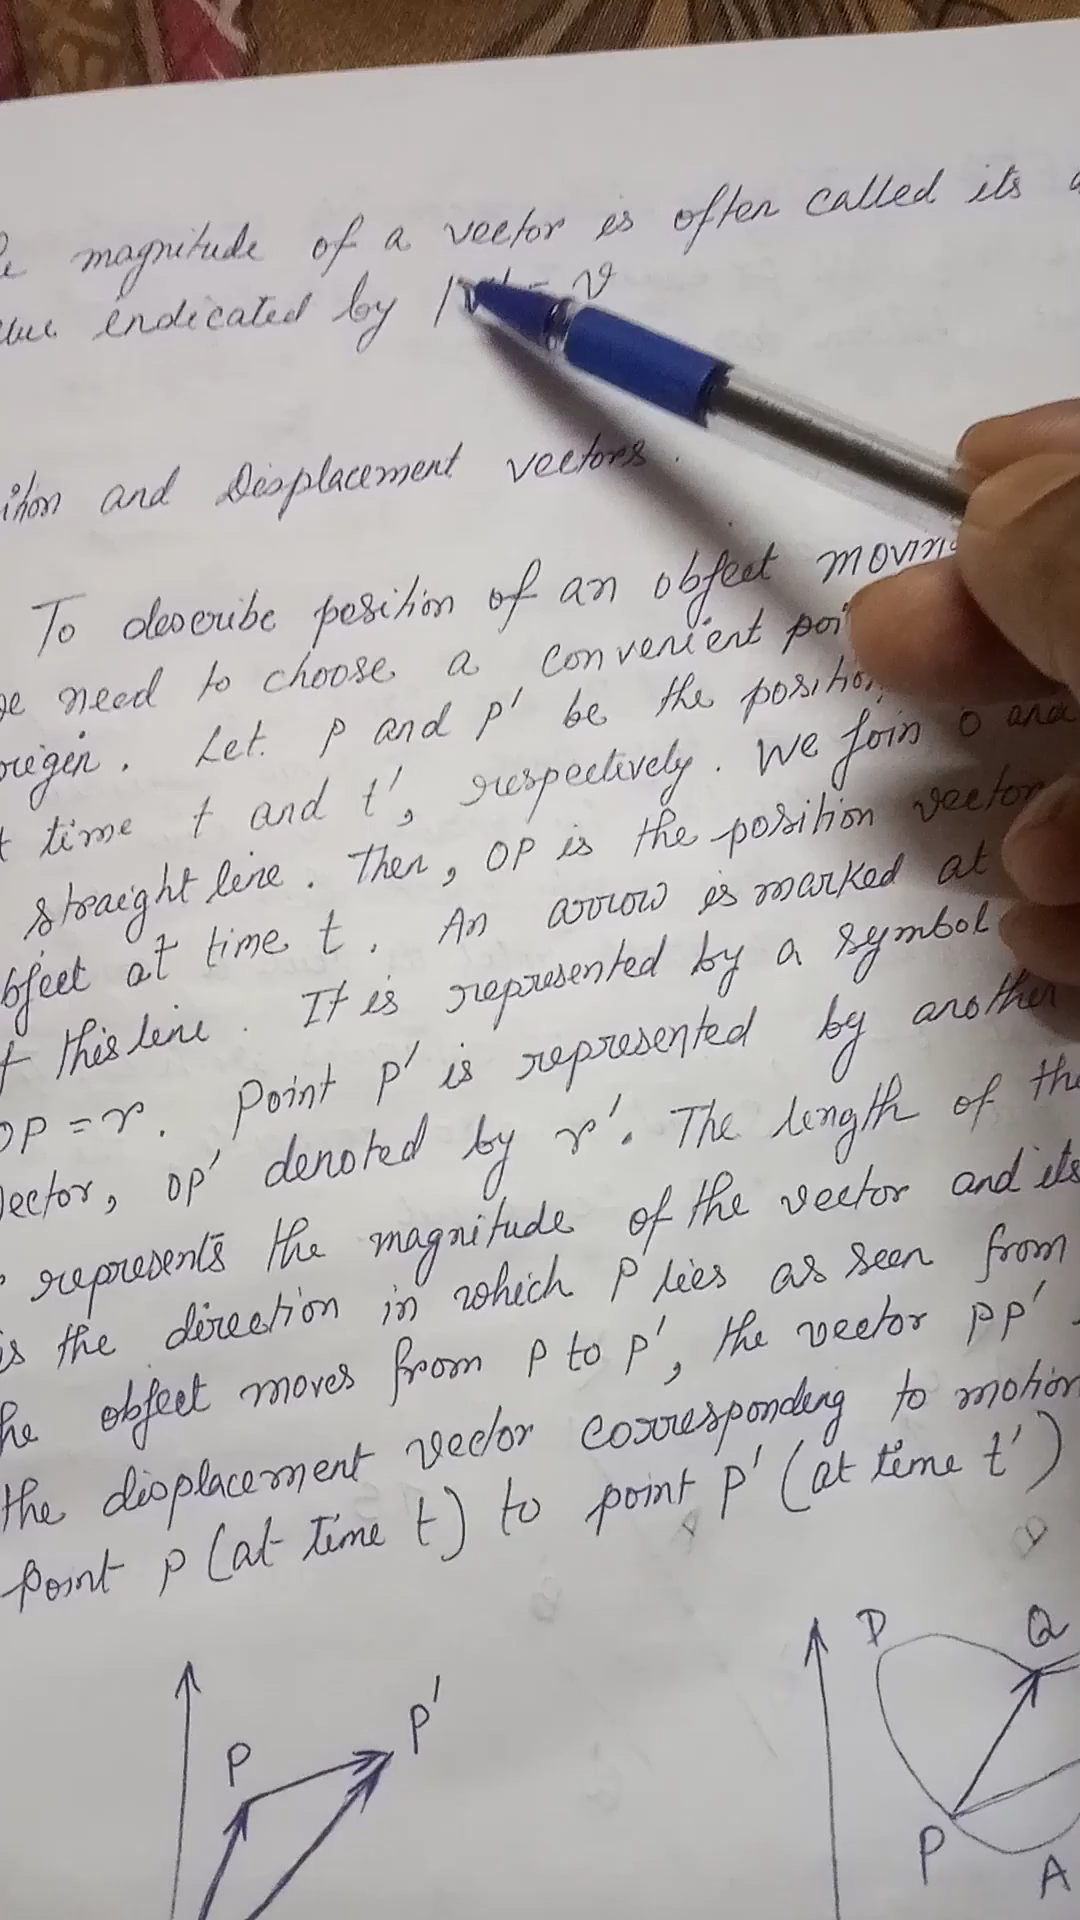 magnitude of a vector is often called its
indicated by | = v
and Displacement vectors.
To describe position of an object
need to choose a convenient
origin. Let P and P' be the
time t and t', respectively. We join O and
straight line. Then, OP is the position vector
at time t. An arrow is marked at
this line. It is represented by a symbol
OP = r. Point P' is represented by another
vector, OP' denoted by r'. The length of the
represents the magnitude of the vector and its
is the direction in which P lies as seen from
object moves from P to P', the vector PP'
the displacement vector corresponding to motion
point P (at time t) to point P' (at time t')
D
Q
P'
P
P
A